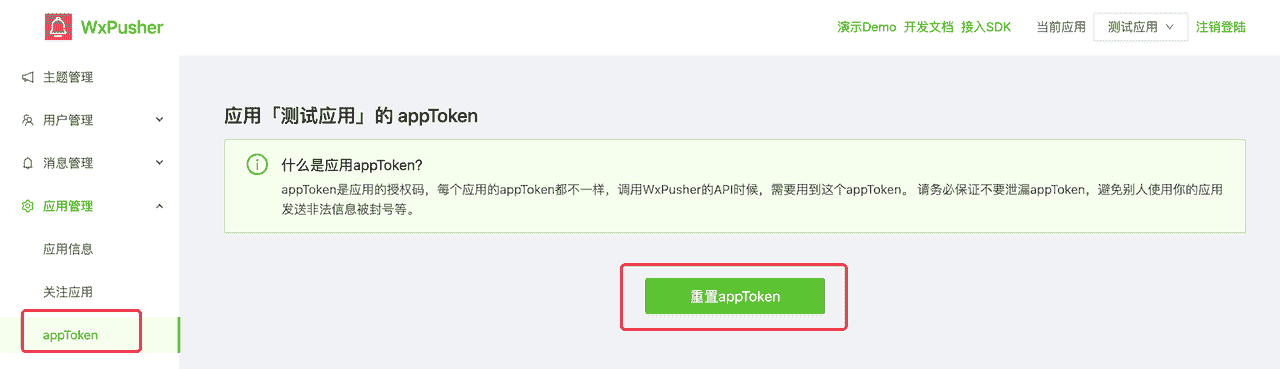 WxPusher
演示Demo 开发文档 接入SDK 当前应用 测试应用 注销登陆
主题管理
用户管理
消息管理
应用管理
应用信息
关注应用
appToken
应用「测试应用」的 appToken
什么是应用appToken?
appToken是应用的授权码，每个应用的appToken都不一样，调用WxPusher的API时候，需要用到这个appToken。 请务必保证不要泄漏appToken，避免别人使用你的应用
发送非法信息被封号等。
重置appToken